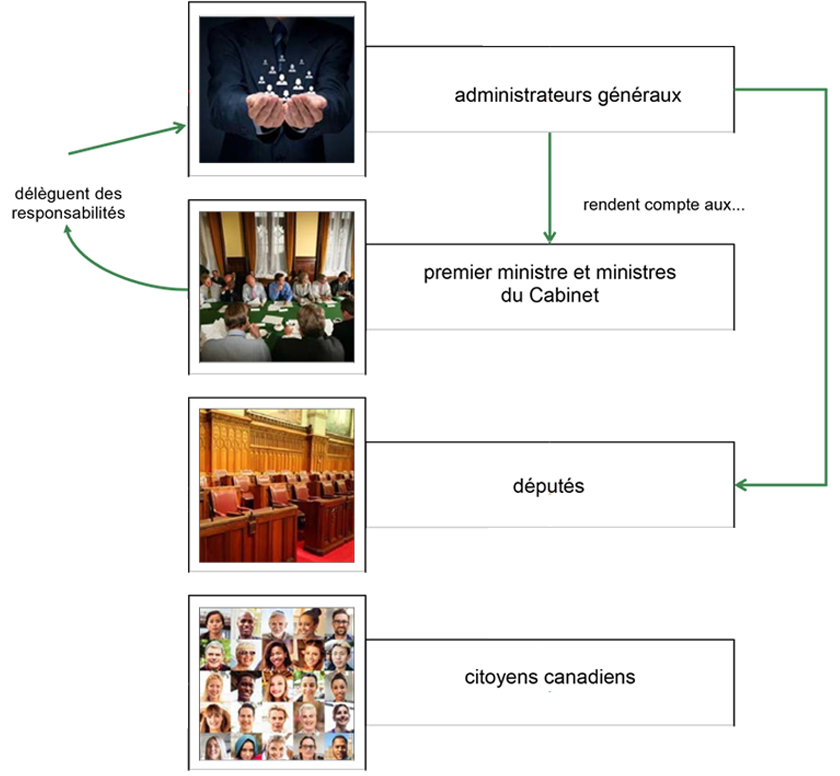 administrateurs généraux
délèguent des
responsabilités
rendent compte aux...
premier ministre et ministres
du Cabinet
députés
citoyens canadiens